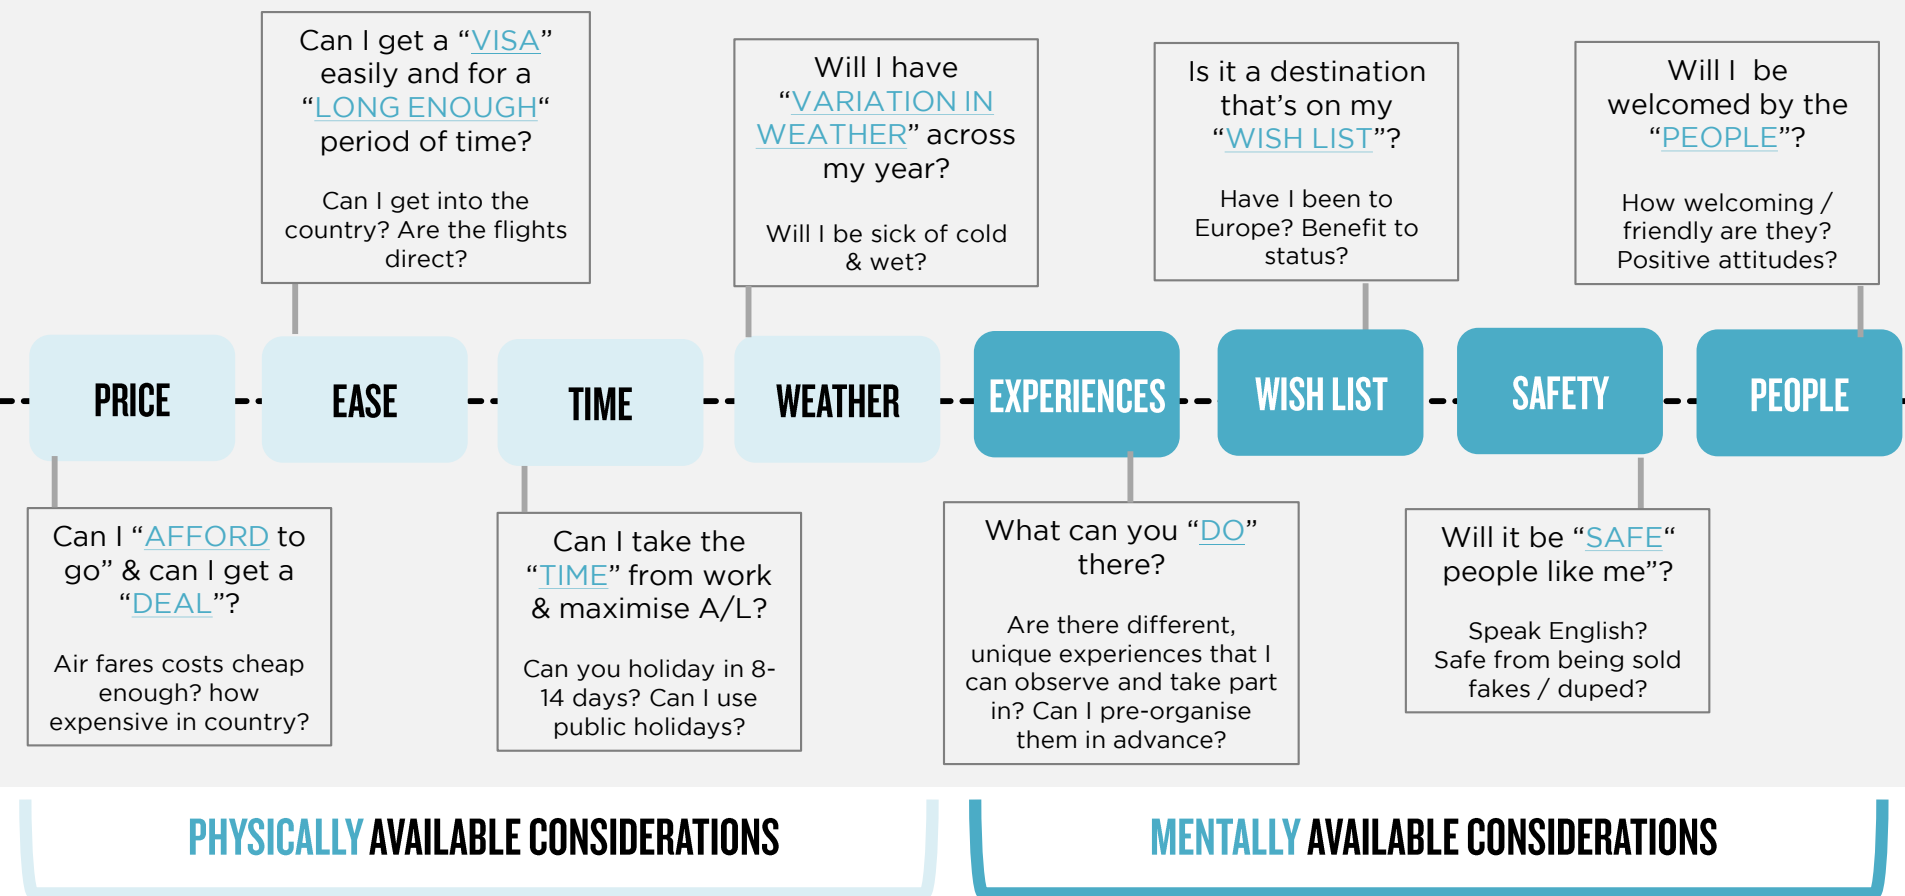 Can I get a “VISA”
easily and for a
“LONG ENOUGH“
period of time?
Can I get into the
country? Are the flights
direct?
Will I have
“VARIATION IN
WEATHER” across
my year?
Will I be sick of cold
& wet?
Is it a destination
that’s on my
“WISH LIST”?
Have I been to
Europe? Benefit to
status?
Will I  be
welcomed by the
“PEOPLE”?
How welcoming /
friendly are they?
Positive attitudes?
PRICE
EASE
TIME
WEATHER
EXPERIENCES
WISH LIST
SAFETY
PEOPLE
Can I “AFFORD to
go” & can I get a
“DEAL”?
Air fares costs cheap
enough? how
expensive in country?
Can I take the
“TIME” from work
& maximise A/L?
Can you holiday in 8-
14 days? Can I use
public holidays?
What can you “DO”
there?
Are there different,
unique experiences that I
can observe and take part
in? Can I pre-organise
them in advance?
Will it be “SAFE“
people like me”?
Speak English?
Safe from being sold
fakes / duped?
PHYSICALLY AVAILABLE CONSIDERATIONS
MENTALLY AVAILABLE CONSIDERATIONS